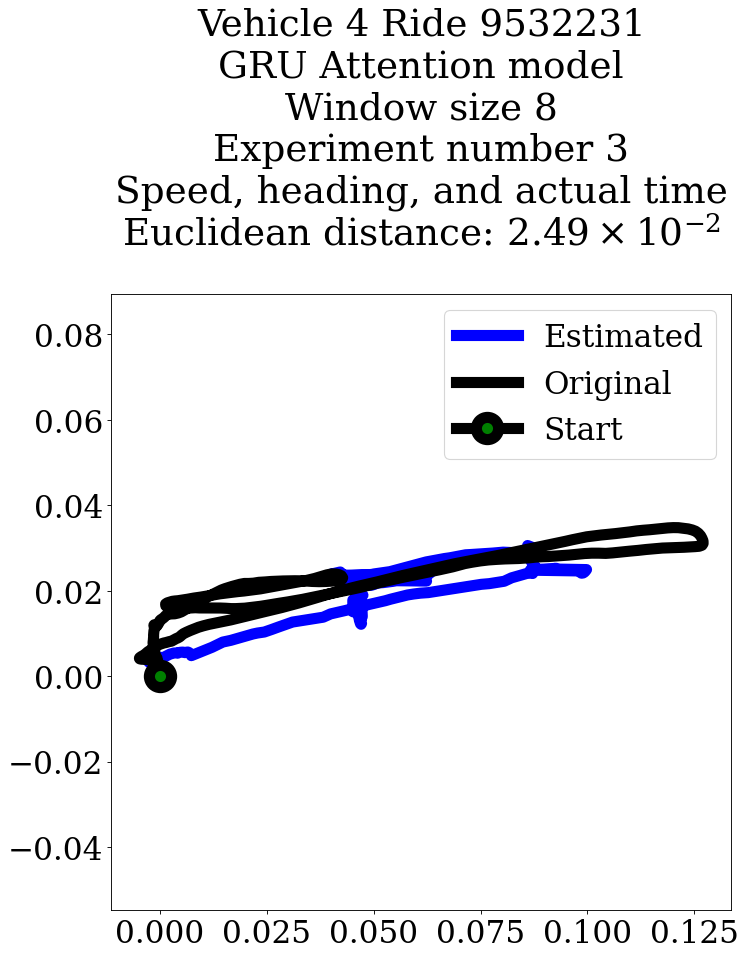 Vehicle 4 Ride 9532231
GRU Attention model
Window size 8
Experiment number 3
Speed, heading, and actual time
Euclidean distance: 2.49 × 10⁻²
Estimated
Original
Start
0.08
0.06
0.04
0.02
0.00
−0.02
−0.04
0.000 0.025 0.050 0.075 0.100 0.125